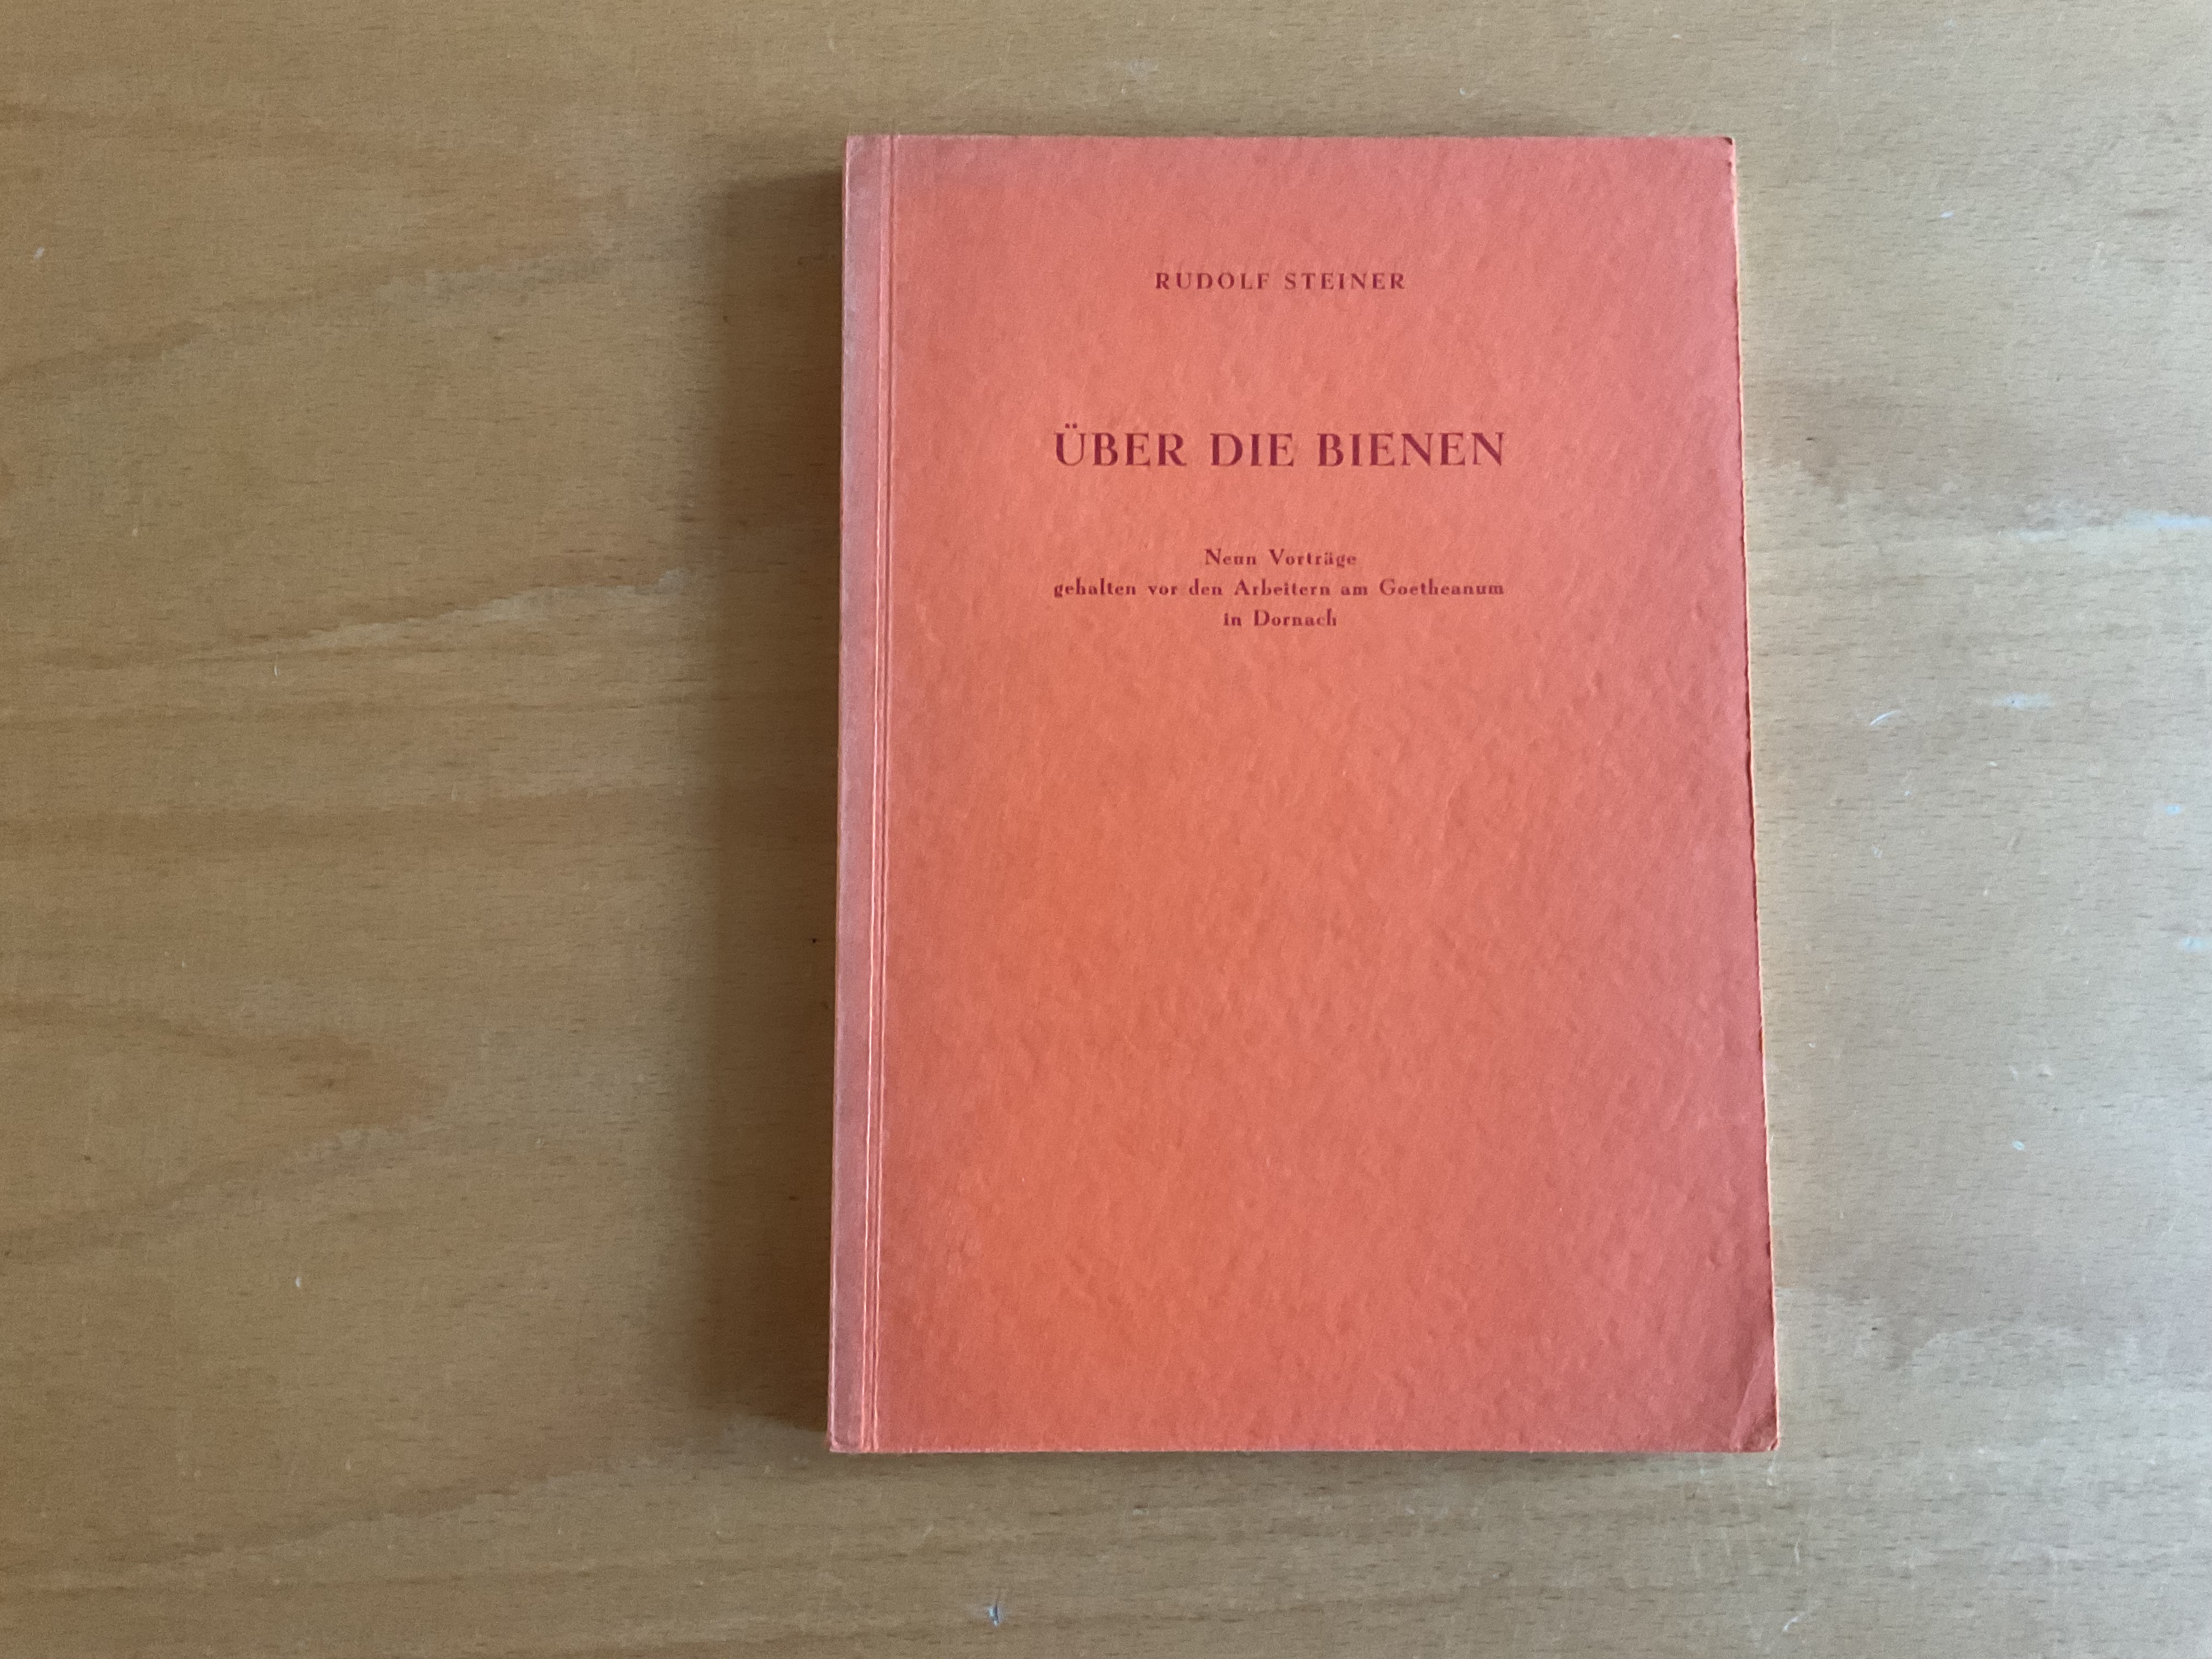 RUDOLF STEINER
ÜBER DIE BIENEN
Neun Vorträge
gehalten vor den Arbeitern am Goetheanum
in Dornach